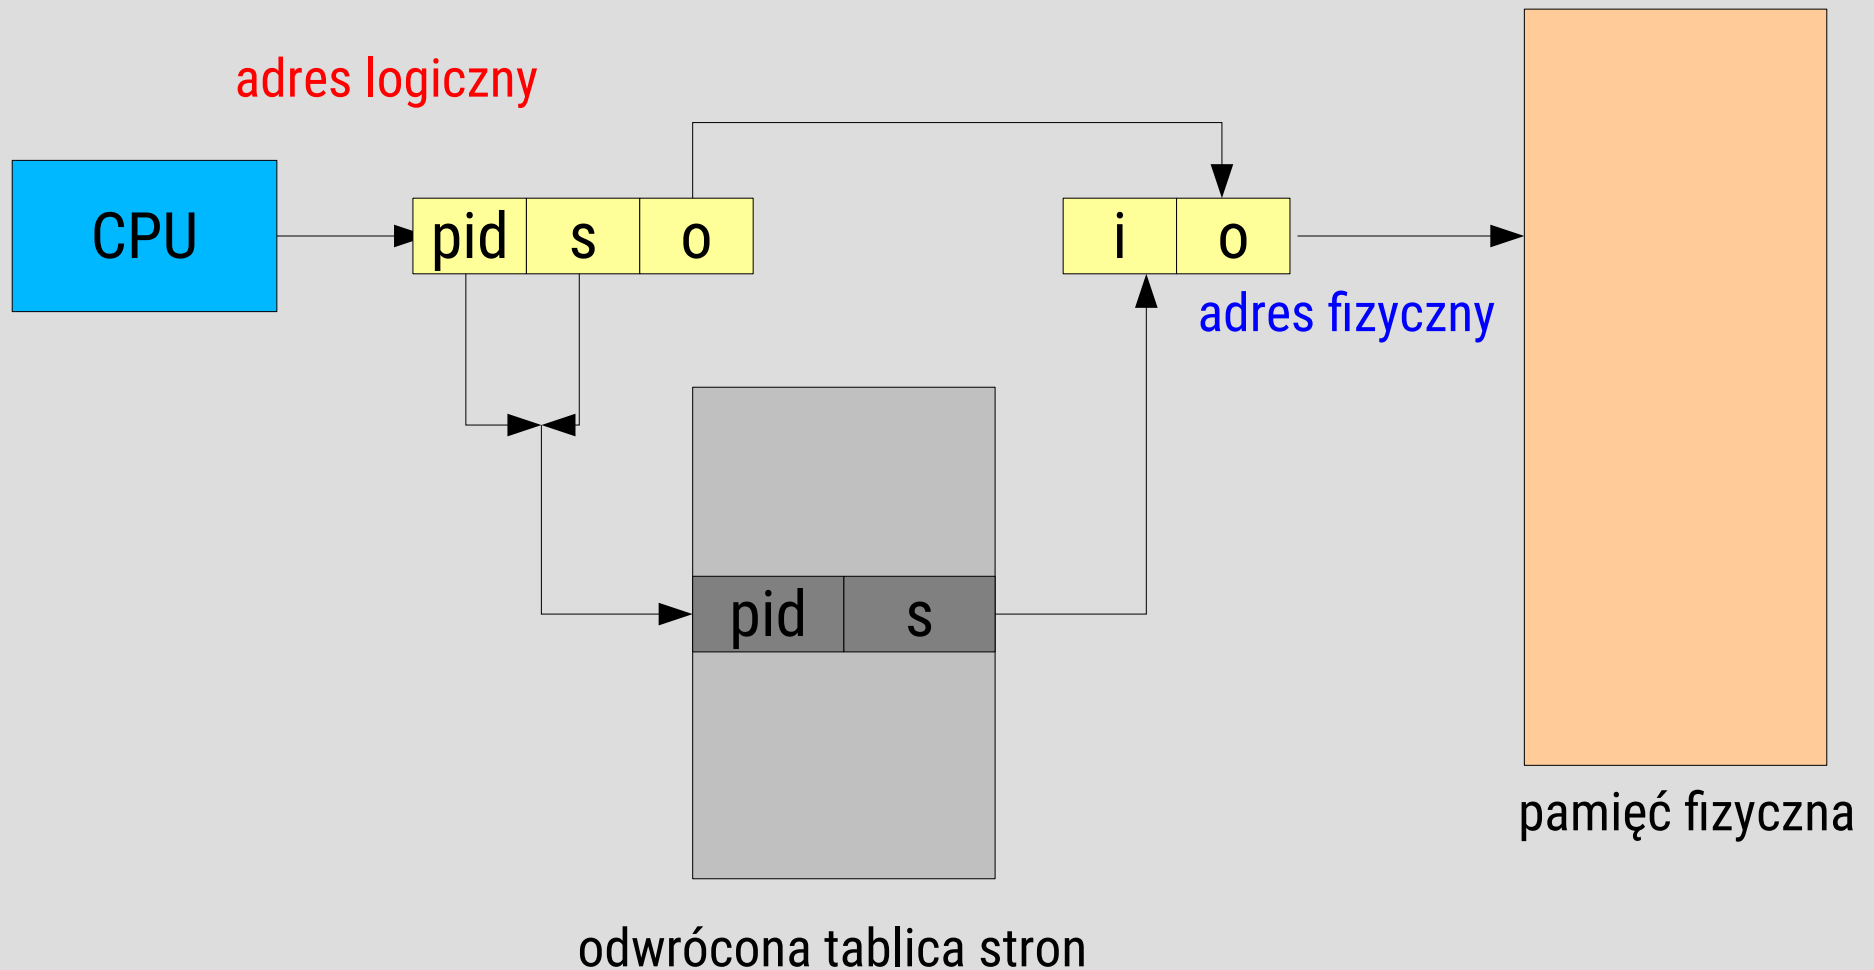 adres logiczny
CPU
pid s o
i o
adres fizyczny
pid s
pamięć fizyczna
odwrócona tablica stron